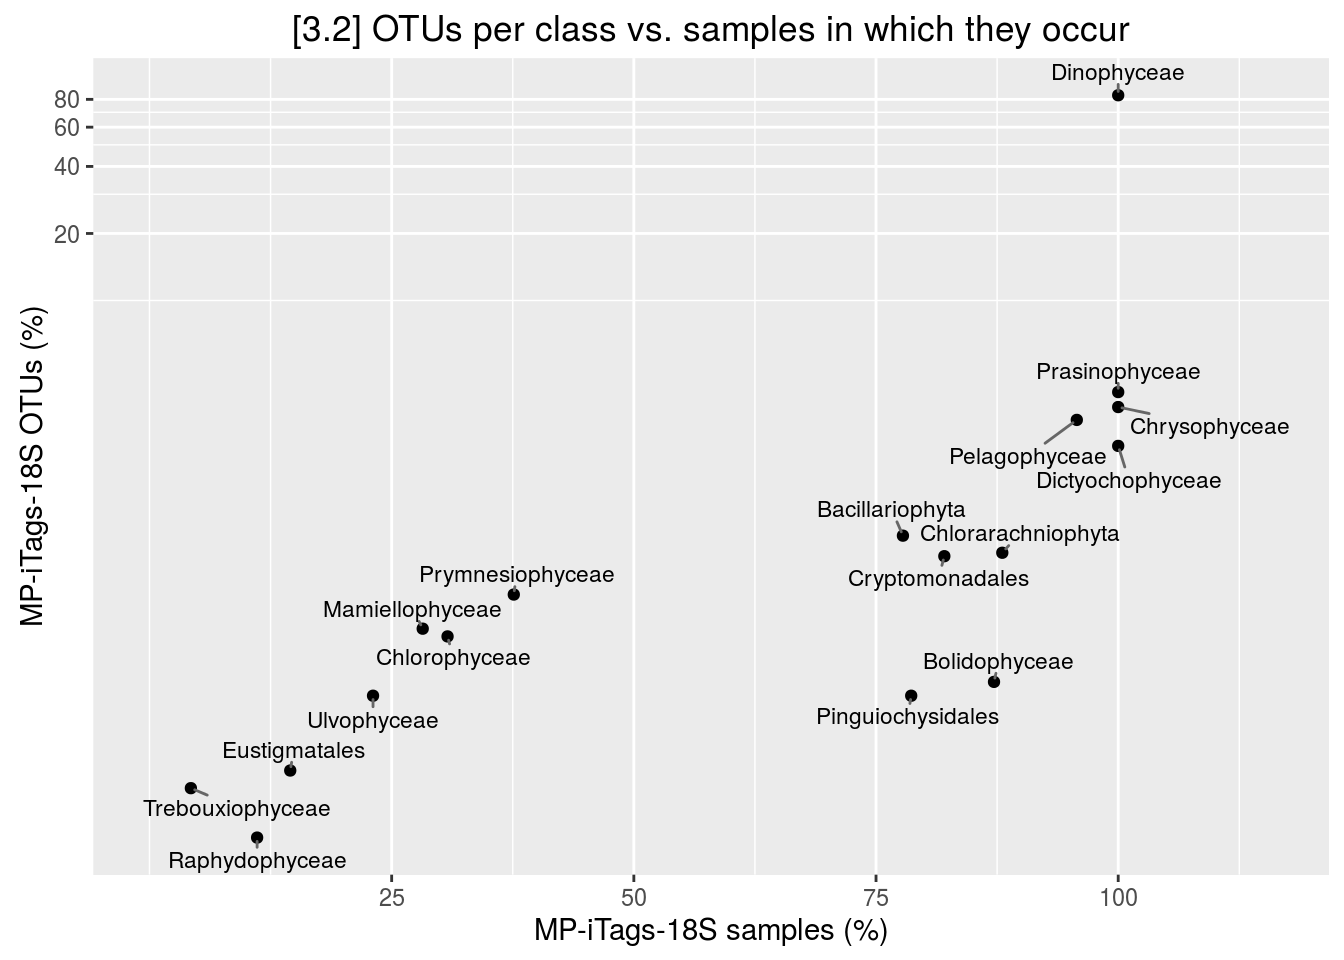 [3.2] OTUs per class vs. samples in which they occur
Dinophyceae
80
60
40
20
Prasinophyceae
Chrysophyceae
Pelagophyceae
Dictyochophyceae
Bacillariophyta
Chlorarachniophyta
Prymnesiophyceae
Cryptomonadales
Mamiellophyceae
Chlorophyceae
Bolidophyceae
Pinguiochysidales
Ulvophyceae
Eustigmatales
Trebouxiophyceae
Raphydophyceae
MP-iTags-18S OTUs (%)
25 50 75 100
MP-iTags-18S samples (%)